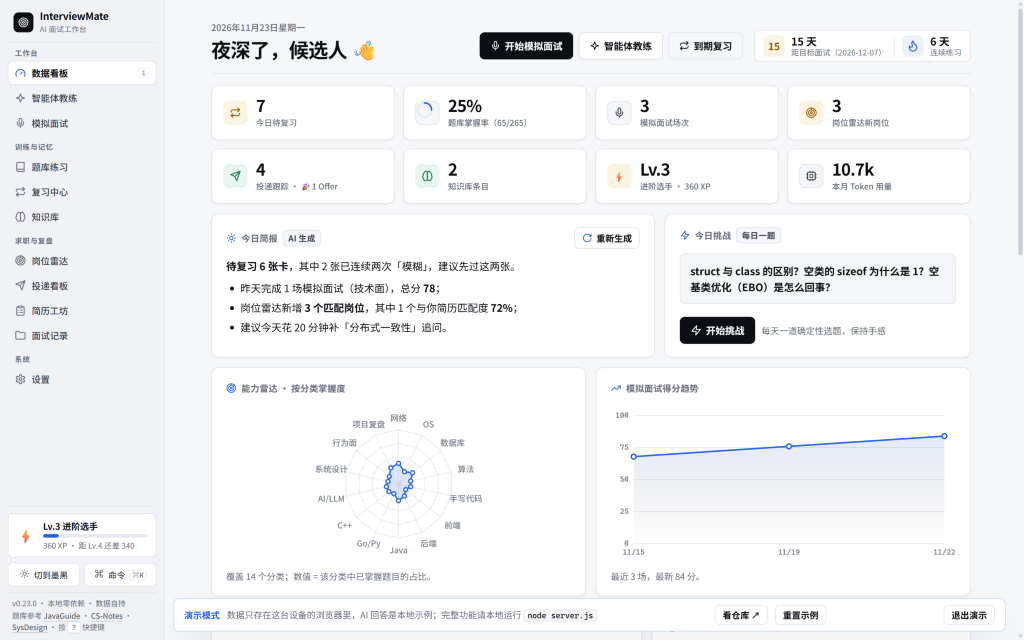 InterviewMate
AI 面试工作台
工作台
数据看板 1
智能体教练
模拟面试
训练与记忆
题库练习
复习中心
知识库
求职与复盘
岗位雷达
投递看板
简历工坊
面试记录
系统
设置
Lv.3 进阶选手
360 XP • 距 Lv.4 还差 340
切到墨黑
⌘ 命令 ⌘K
v0.23.0 • 本地零依赖 • 数据自持
题库参考 JavaGuide • CS-Notes •
SysDesign • 按 ? 快捷键
2026年11月23日星期一
夜深了，候选人 👋
开始模拟面试
智能体教练
到期复习
15
15 天
距目标面试（2026-12-07）
6 天
连续练习
7
今日待复习
25%
题库掌握率（65/265）
3
模拟面试场次
3
岗位雷达新岗位
4
投递跟踪 • 🎉 1 Offer
2
知识库条目
Lv.3
进阶选手 • 360 XP
10.7k
本月 Token 用量
今日简报 AI 生成
重新生成
待复习 6 张卡，其中 2 张已连续两次「模糊」，建议先过这两张。
• 昨天完成 1 场模拟面试（技术面），总分 78；
• 岗位雷达新增 3 个匹配岗位，其中 1 个与你简历匹配度 72%；
• 建议今天花 20 分钟补「分布式一致性」追问。
今日挑战 每日一题
struct 与 class 的区别？空类的 sizeof 为什么是 1？空
基类优化（EBO）是怎么回事？
开始挑战
每天一道确定性选题，保持手感
能力雷达 • 按分类掌握度
网络
OS
数据库
算法
手写代码
前端
后端
Java
Go/Py
C++
AI/LLM
系统设计
行为面
项目复盘
覆盖 14 个分类；数值 = 该分类中已掌握题目的占比。
模拟面试得分趋势
100
75
50
25
0
11/15
11/19
11/22
最近 3 场，最新 84 分。
演示模式 数据只存在这台设备的浏览器里，AI 回答是本地示例；完整功能请本地运行 node server.js
看仓库 ↗
重置示例
退出演示